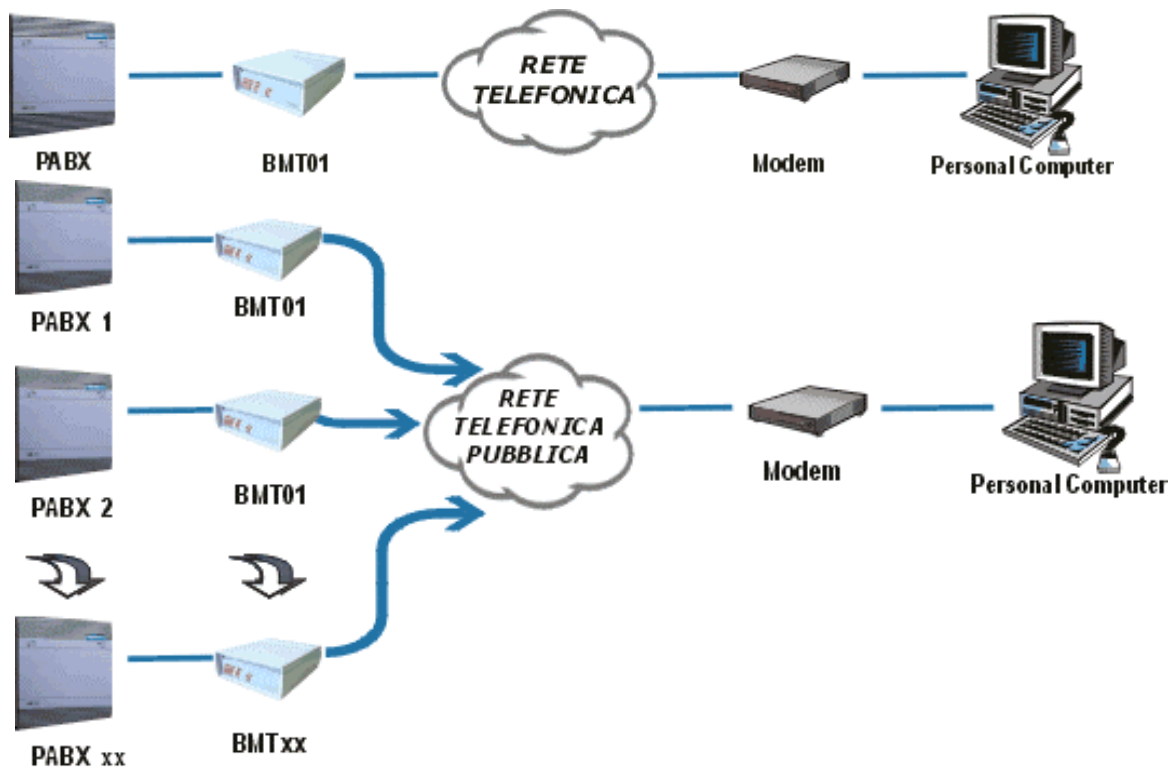 RETE
TELEFONICA
PABX
BMT01
Modem
Personal Computer
PABX 1
BMT01
PABX 2
BMT01
RETE
TELEFONICA
PUBBLICA
Modem
Personal Computer
PABX xx
BMTxx